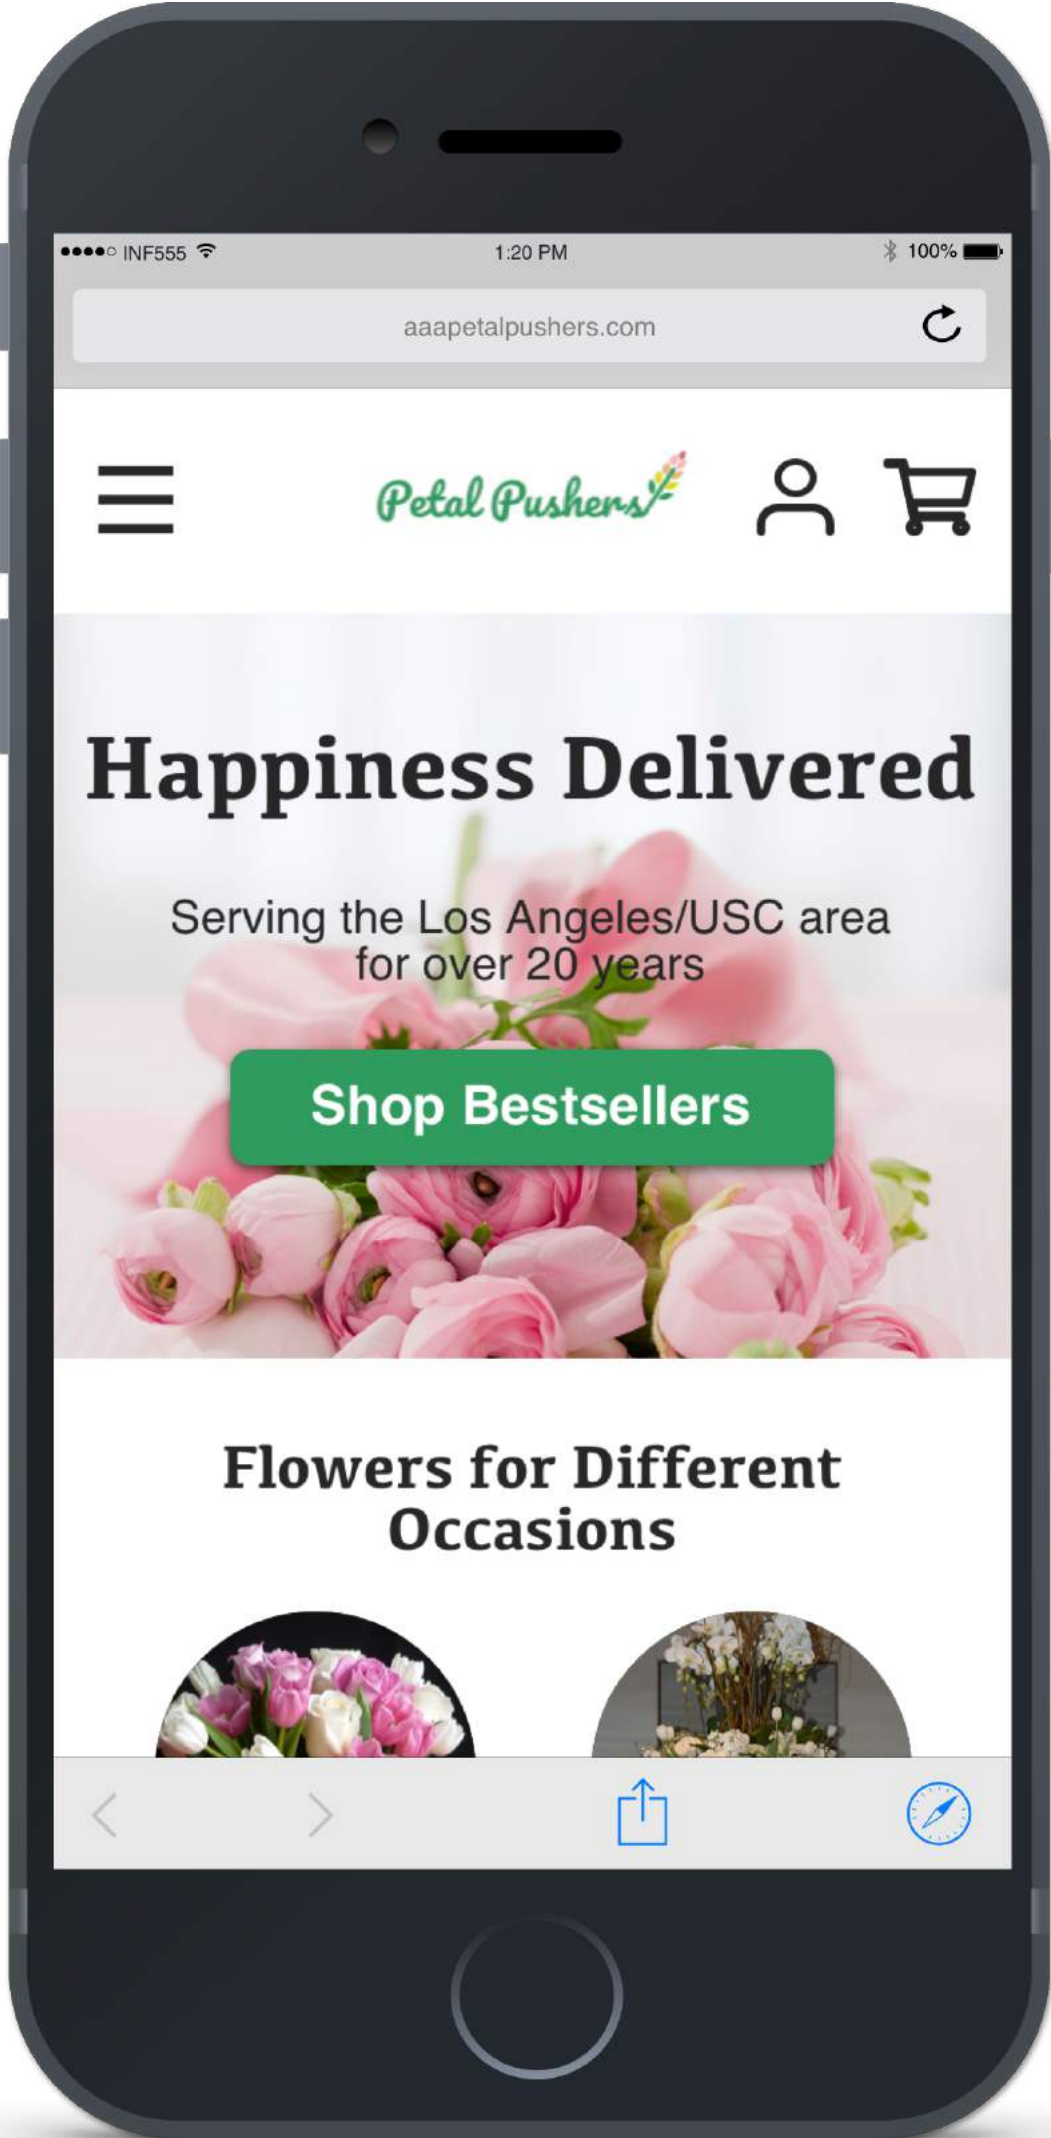 INF555
1:20 PM
100%
aaapetalpushers.com
Petal Pushers
Happiness Delivered
Serving the Los Angeles/USC area
for over 20 years
Shop Bestsellers
Flowers for Different
Occasions